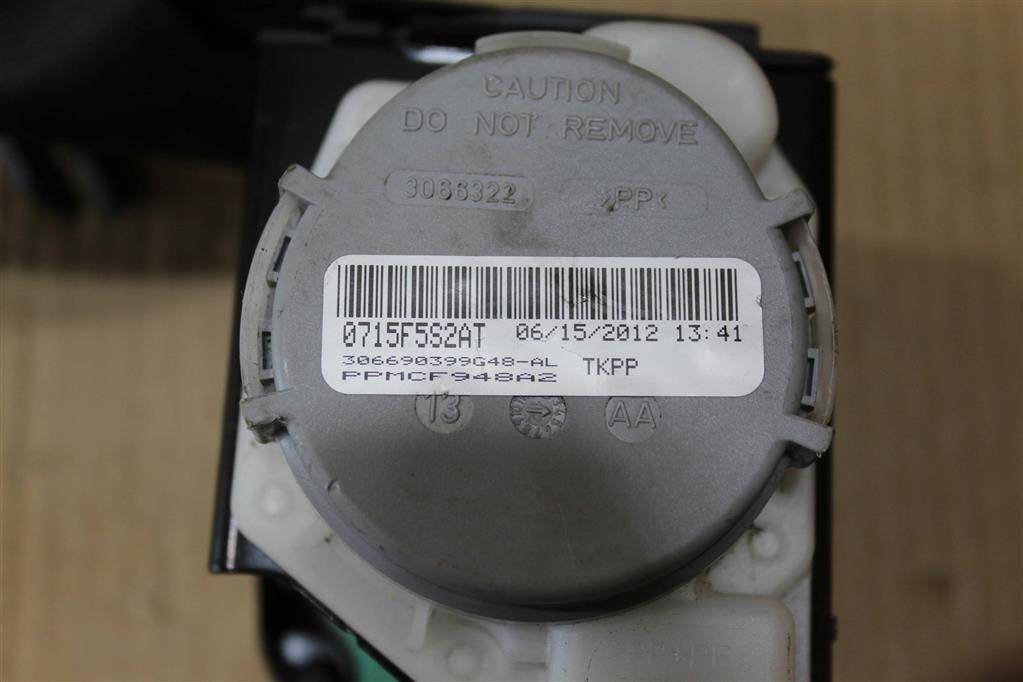 CAUTION
DO NOT REMOVE
3066322 >PP<
0715F5S2AT 06/15/2012 13:41
306690399G48-AL TKPP
PPMCF948A2
13 AA